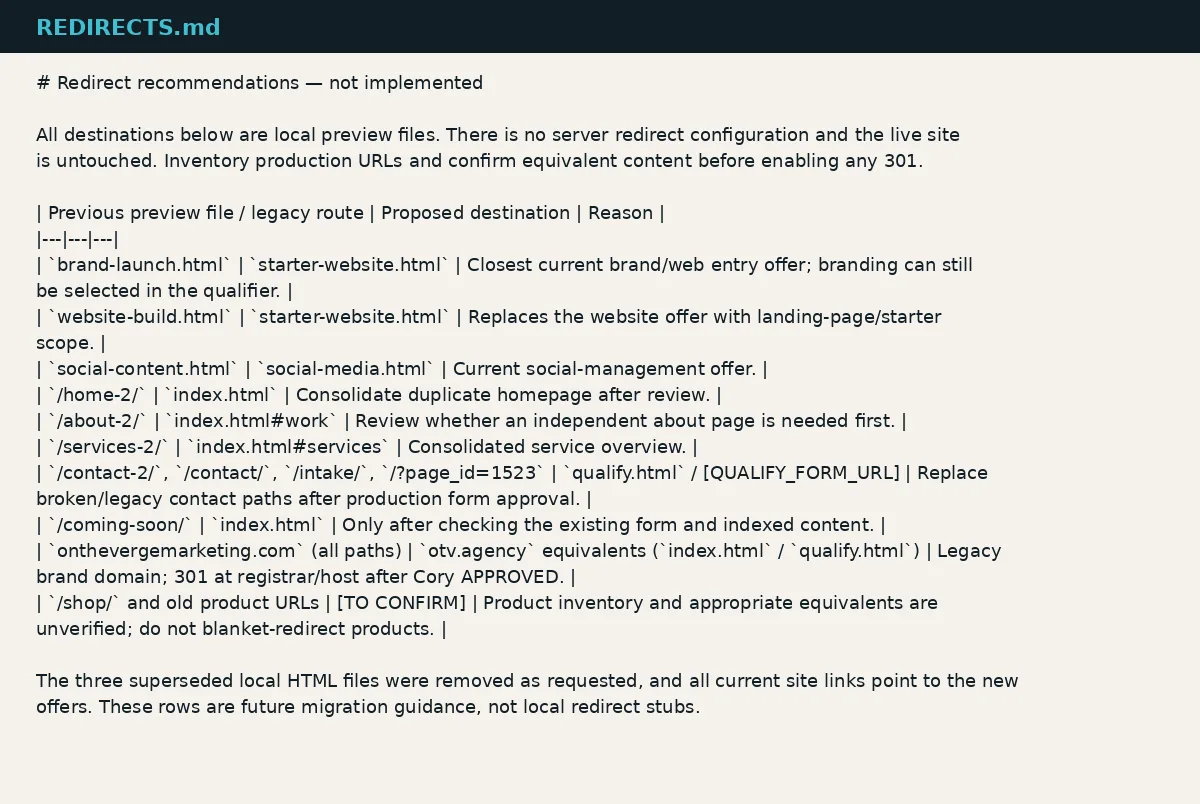 REDIRECTS.md
# Redirect recommendations — not implemented
All destinations below are local preview files. There is no server redirect configuration and the live site
is untouched. Inventory production URLs and confirm equivalent content before enabling any 301.
| Previous preview file / legacy route | Proposed destination | Reason |
|---|---|---|
| `brand-launch.html` | `starter-website.html` | Closest current brand/web entry offer; branding can still
be selected in the qualifier. |
| `website-build.html` | `starter-website.html` | Replaces the website offer with landing-page/starter
scope. |
| `social-content.html` | `social-media.html` | Current social-management offer. |
| `/home-2/` | `index.html` | Consolidate duplicate homepage after review. |
| `/about-2/` | `index.html#work` | Review whether an independent about page is needed first. |
| `/services-2/` | `index.html#services` | Consolidated service overview. |
| `/contact-2/`, `/contact/`, `/intake/`, `/?page_id=1523` | `qualify.html` / [QUALIFY_FORM_URL] | Replace
broken/legacy contact paths after production form approval. |
| `/coming-soon/` | `index.html` | Only after checking the existing form and indexed content. |
| `onthevergemarketing.com` (all paths) | `otv.agency` equivalents (`index.html` / `qualify.html`) | Legacy
brand domain; 301 at registrar/host after Cory APPROVED. |
| `/shop/` and old product URLs | [TO CONFIRM] | Product inventory and appropriate equivalents are
unverified; do not blanket-redirect products. |
The three superseded local HTML files were removed as requested, and all current site links point to the new
offers. These rows are future migration guidance, not local redirect stubs.